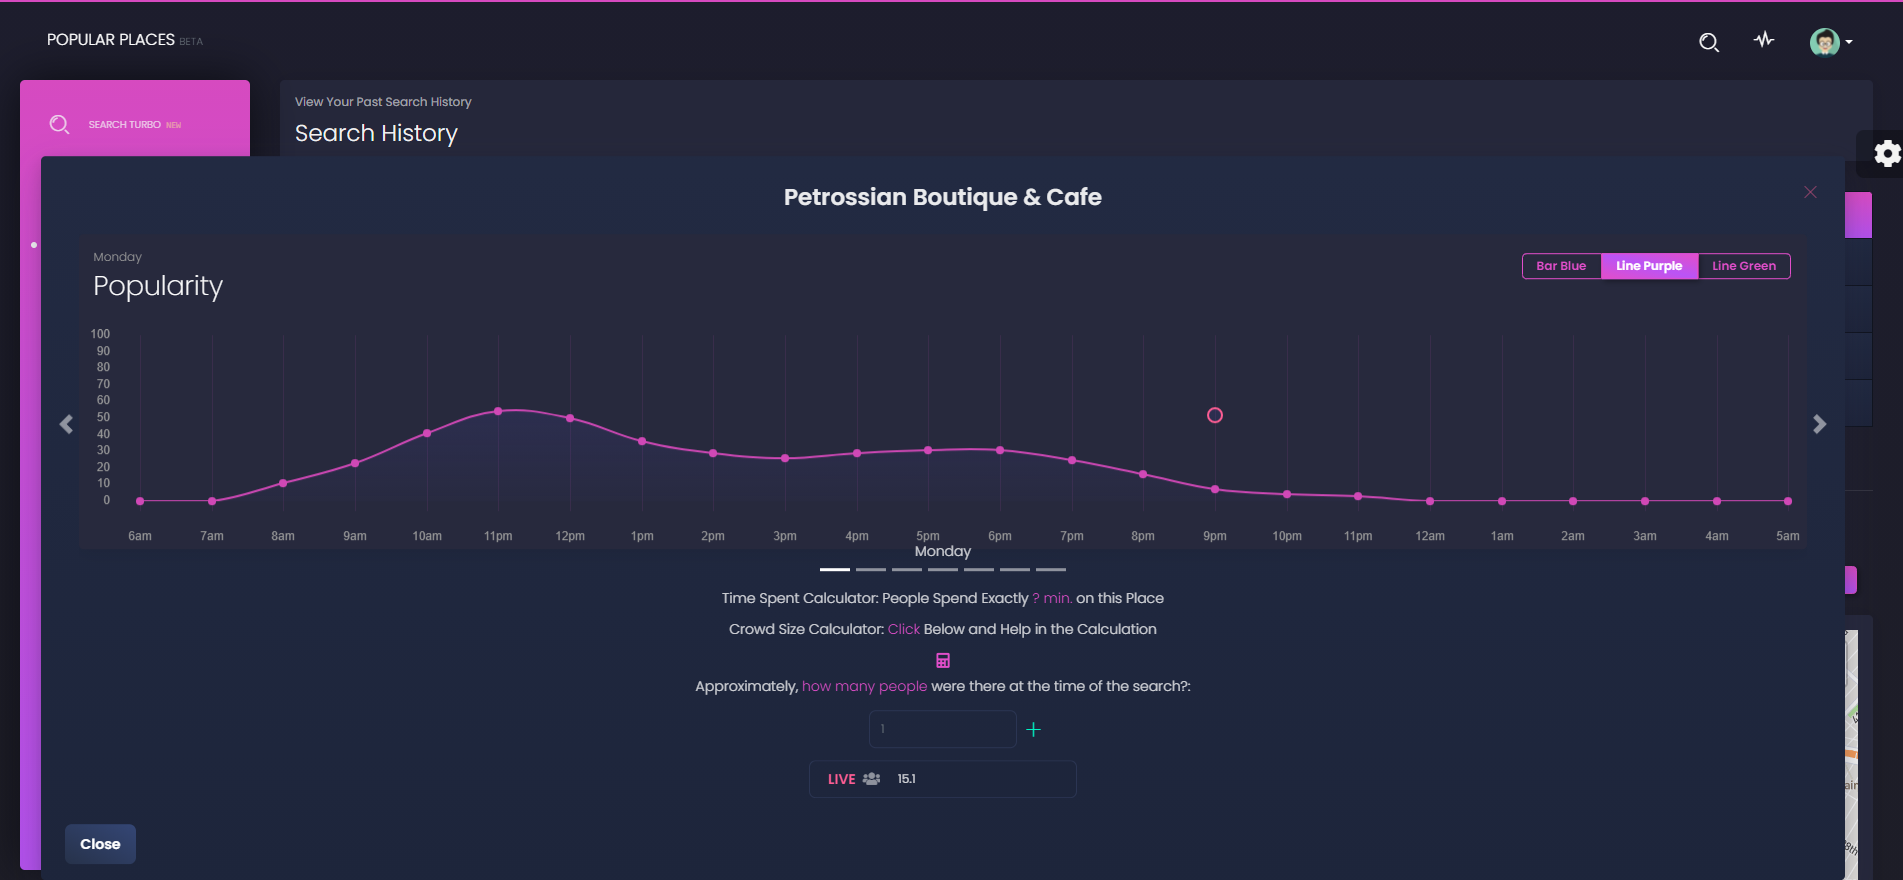 POPULAR PLACES BETA
SEARCH TURBO NEW
View Your Past Search History
Search History
Petrossian Boutique & Cafe
Monday
Popularity
Bar Blue
Line Purple
Line Green
100
90
80
70
60
50
40
30
20
10
0
6am 7am 8am 9am 10am 11pm 12pm 1pm 2pm 3pm 4pm 5pm 6pm 7pm 8pm 9pm 10pm 11pm 12am 1am 2am 3am 4am 5am
Monday
Time Spent Calculator: People Spend Exactly ? min. on this Place
Crowd Size Calculator: Click Below and Help in the Calculation
Approximately, how many people were there at the time of the search?:
1
LIVE 15.1
Close